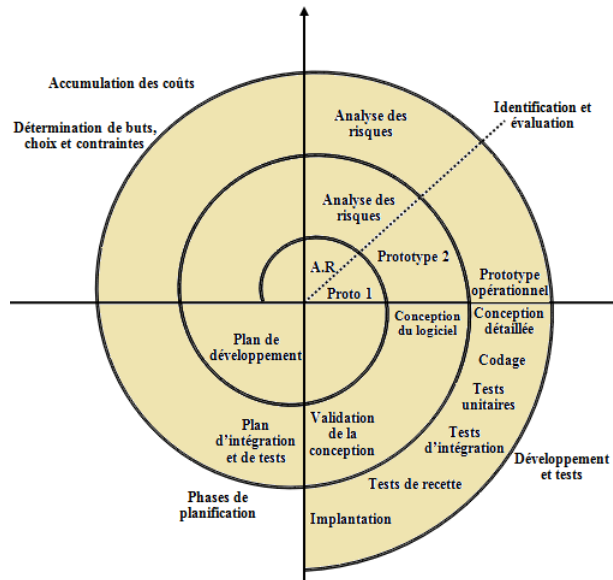 Accumulation des coûts
Détermination de buts,
choix et contraintes
Analyse des
risques
Identification et
évaluation
Analyse des
risques
Prototype 2
A.R.
Proto 1
Prototype
opérationnel
Conception
du logiciel
Conception
détaillée
Plan de
développement
Codage
Tests
unitaires
Plan
d'intégration
et de tests
Validation
de la
conception
Tests
d'intégration
Développement
et tests
Tests de recette
Phases de
planification
Implantation